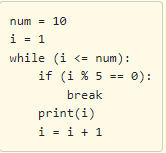 num = 10
i = 1
while (i <= num):
    if (i % 5 == 0):
        break
    print(i)
    i = i + 1